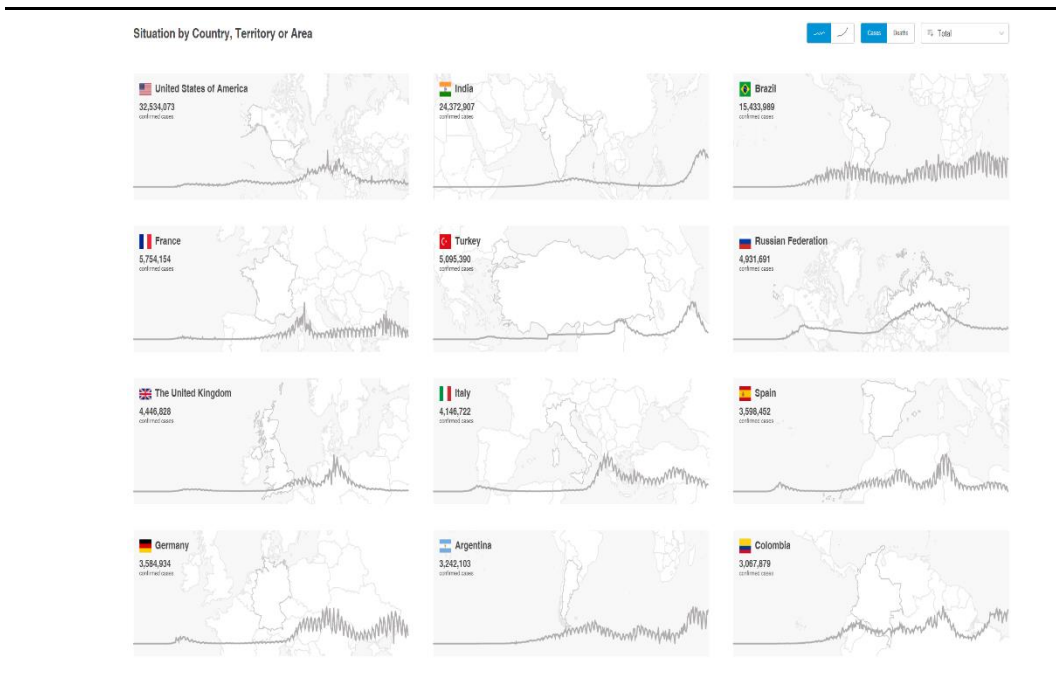 Situation by Country, Territory or Area
Cases
Deaths
Total
United States of America
32,534,073
confirmed cases
India
24,372,907
confirmed cases
Brazil
15,433,989
confirmed cases
France
5,754,154
confirmed cases
Turkey
5,095,390
confirmed cases
Russian Federation
4,931,691
confirmed cases
The United Kingdom
4,446,828
confirmed cases
Italy
4,146,722
confirmed cases
Spain
3,598,452
confirmed cases
Germany
3,584,934
confirmed cases
Argentina
3,242,103
confirmed cases
Colombia
3,067,879
confirmed cases